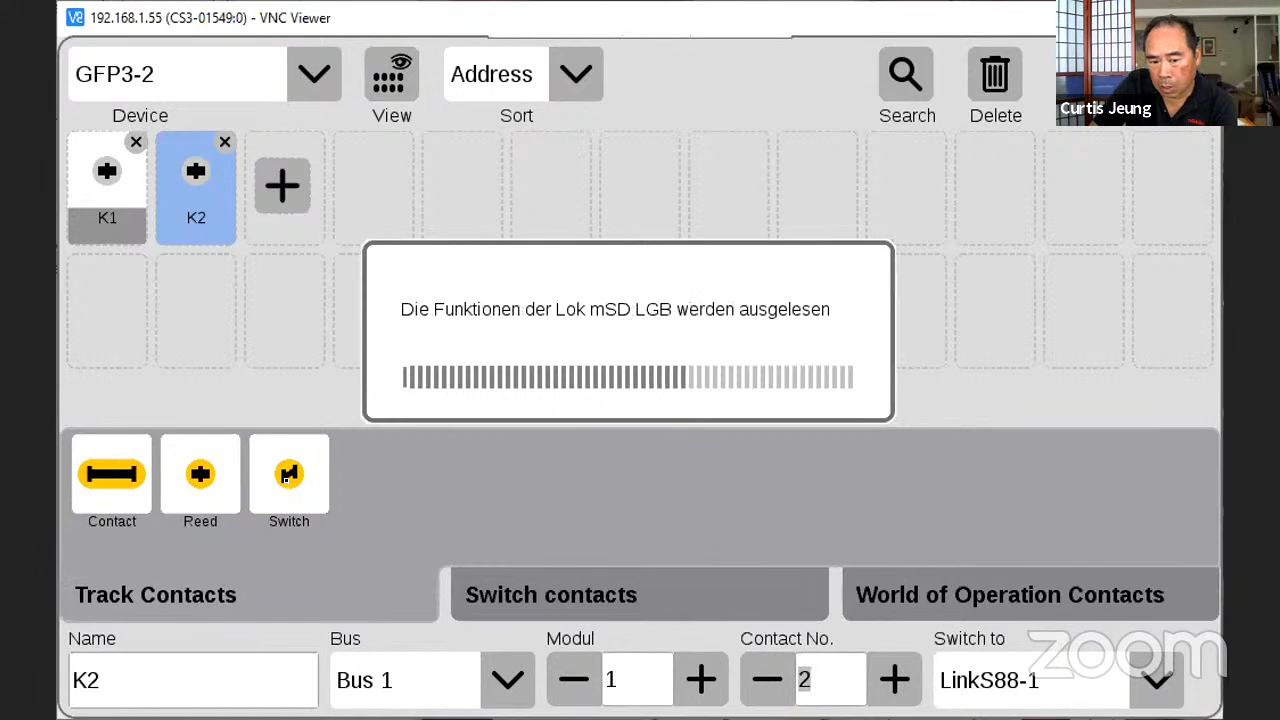 192.168.1.55 (CS3-01549:0) - VNC Viewer
GFP3-2
Address
Device
View
Sort
Search
Delete
Curtis Jeung
K1
K2
Die Funktionen der Lok mSD LGB werden ausgelesen
Contact
Reed
Switch
Track Contacts
Switch contacts
World of Operation Contacts
Name
Bus
Modul
Contact No.
Switch to
K2
Bus 1
1
2
LinkS88-1
zoom